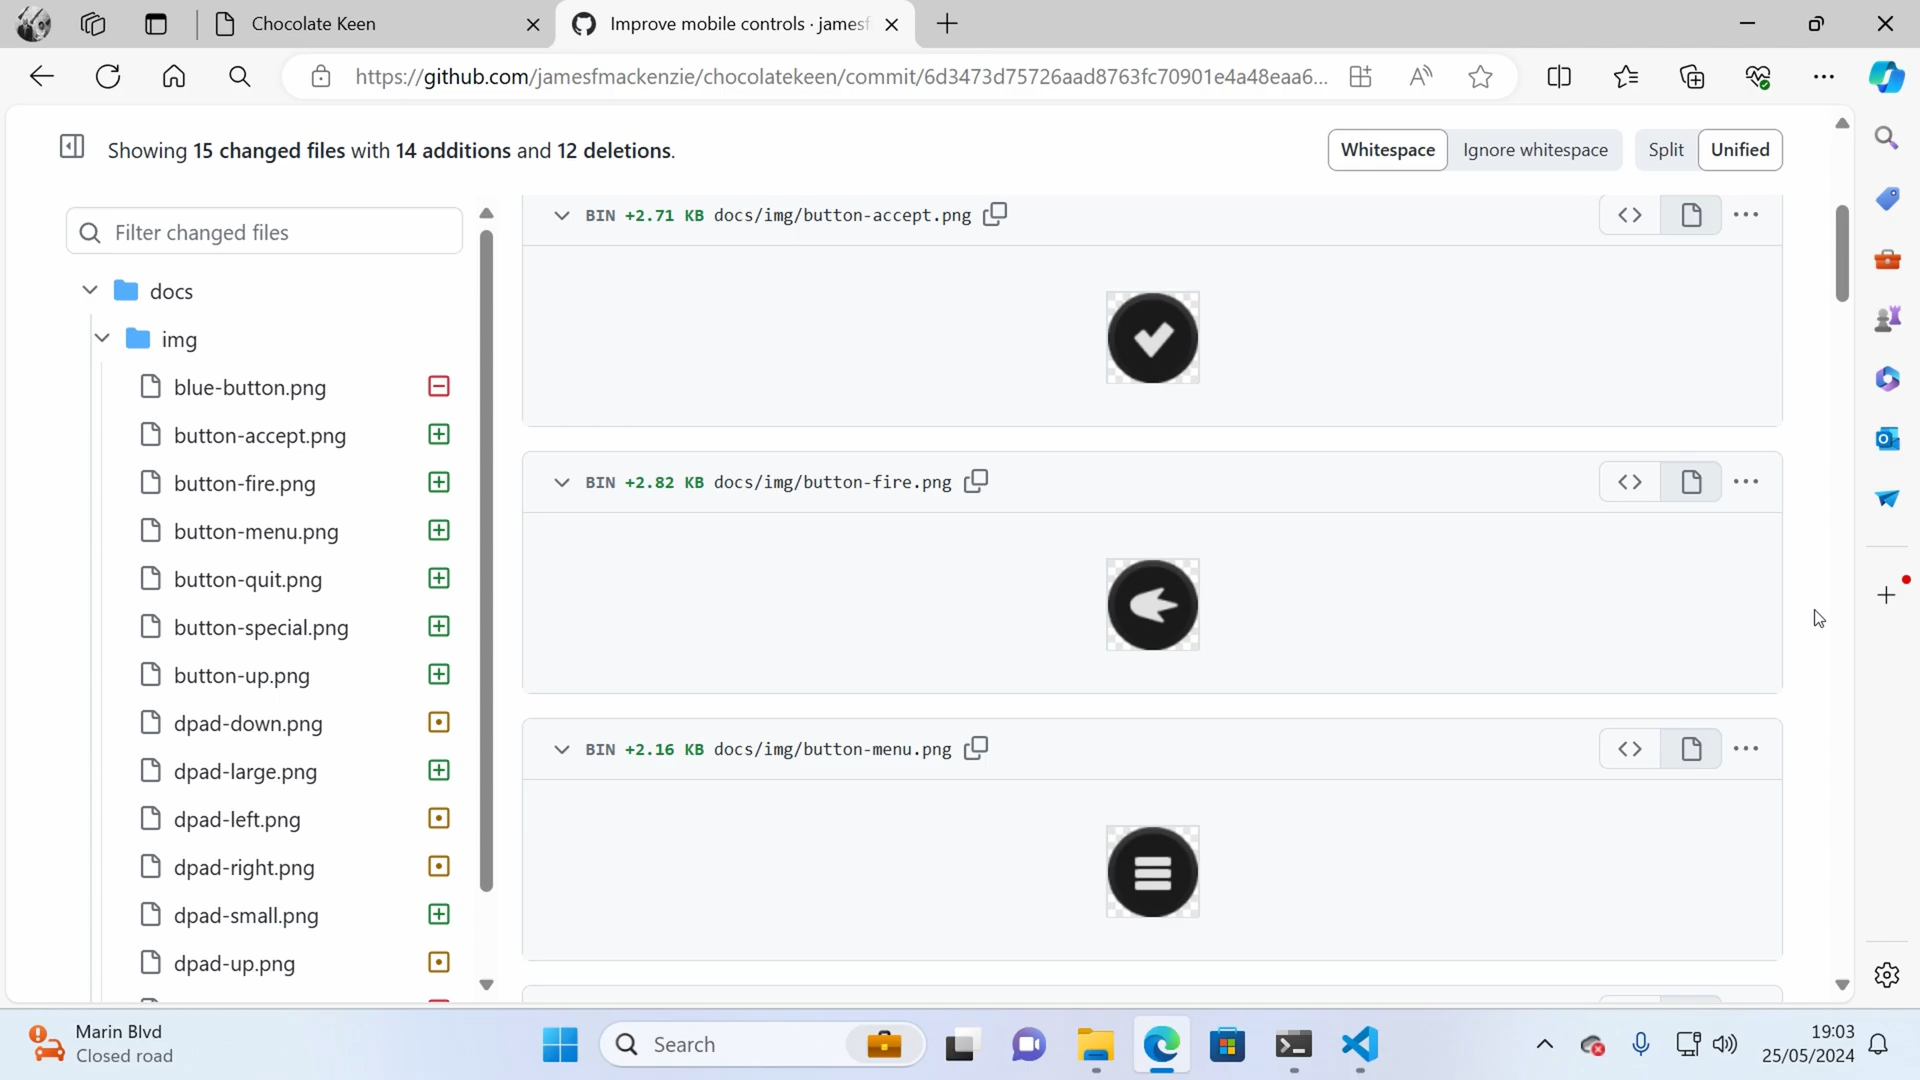 Chocolate Keen
Improve mobile controls · jamesf
https://github.com/jamesfmackenzie/chocolatekeen/commit/6d3473d75726aad8763fc70901e4a48eaa6...
Showing 15 changed files with 14 additions and 12 deletions.
Whitespace
Ignore whitespace
Split
Unified
Filter changed files
docs
img
blue-button.png
button-accept.png
button-fire.png
button-menu.png
button-quit.png
button-special.png
button-up.png
dpad-down.png
dpad-large.png
dpad-left.png
dpad-right.png
dpad-small.png
dpad-up.png
BIN +2.71 KB docs/img/button-accept.png
BIN +2.82 KB docs/img/button-fire.png
BIN +2.16 KB docs/img/button-menu.png
Marin Blvd
Closed road
Search
19:03
25/05/2024